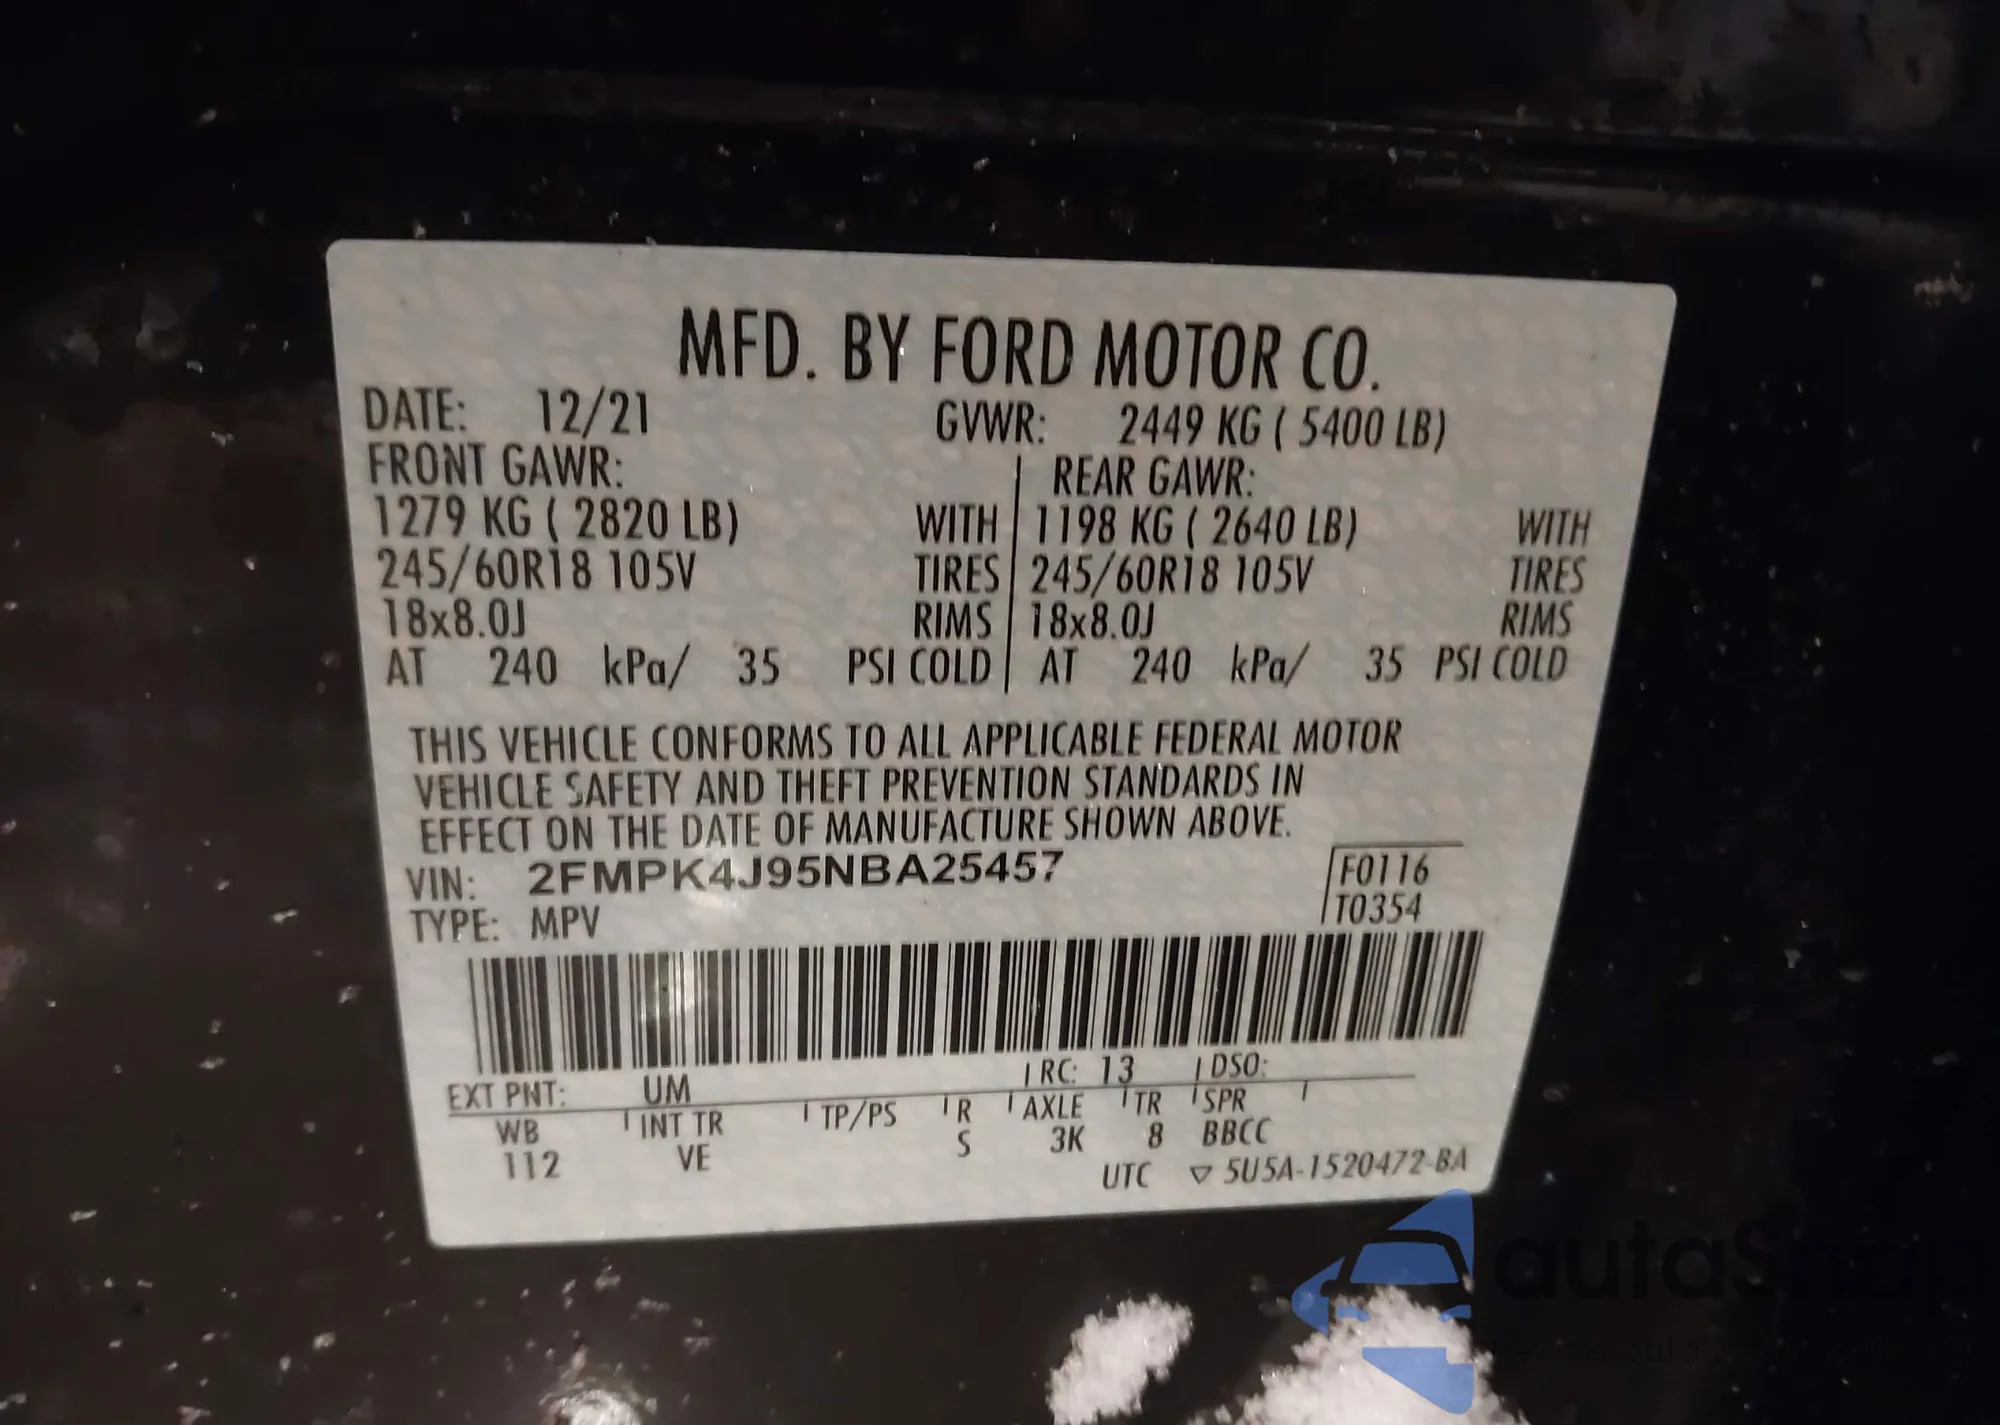 MFD. BY FORD MOTOR CO.
DATE: 12/21 GVWR: 2449 KG ( 5400 LB)
FRONT GAWR: REAR GAWR:
1279 KG ( 2820 LB) WITH 1198 KG ( 2640 LB) WITH
245/60R18 105V TIRES 245/60R18 105V TIRES
18x8.0J RIMS 18x8.0J RIMS
AT 240 kPa/ 35 PSI COLD AT 240 kPa/ 35 PSI COLD
THIS VEHICLE CONFORMS TO ALL APPLICABLE FEDERAL MOTOR
VEHICLE SAFETY AND THEFT PREVENTION STANDARDS IN
EFFECT ON THE DATE OF MANUFACTURE SHOWN ABOVE.
VIN: 2FMPK4J95NBA25457 F0116
TYPE: MPV T0354
EXT PNT: UM RC: 13 DSO:
WB INT TR TP/PS R AXLE TR SPR
112 VE S 3K 8 BBCC
UTC ▽ 5U5A-1520472-BA